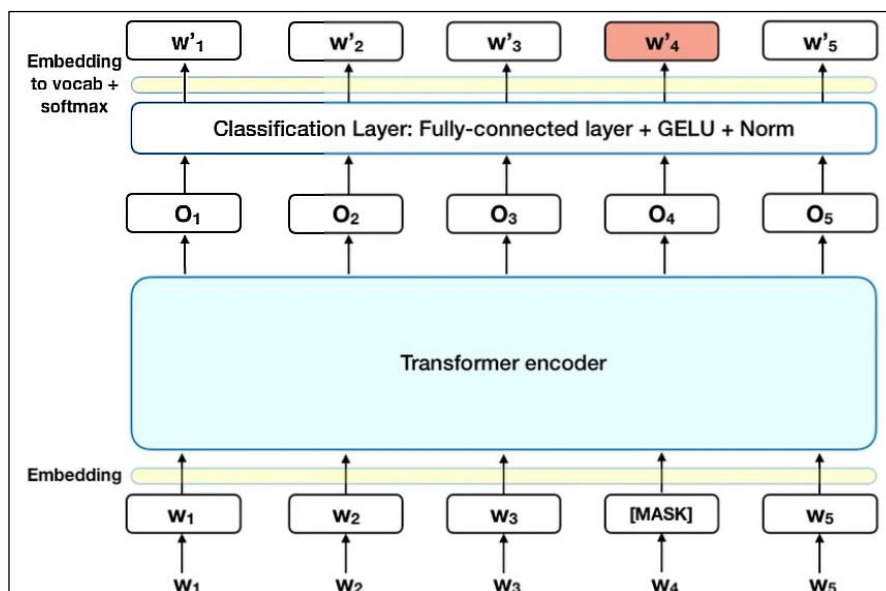 w'₁ w'₂ w'₃ w'₄ w'₅
Embedding
to vocab +
softmax
Classification Layer: Fully-connected layer + GELU + Norm
O₁ O₂ O₃ O₄ O₅
Transformer encoder
Embedding
w₁ w₂ w₃ [MASK] w₅
w₁ w₂ w₃ w₄ w₅